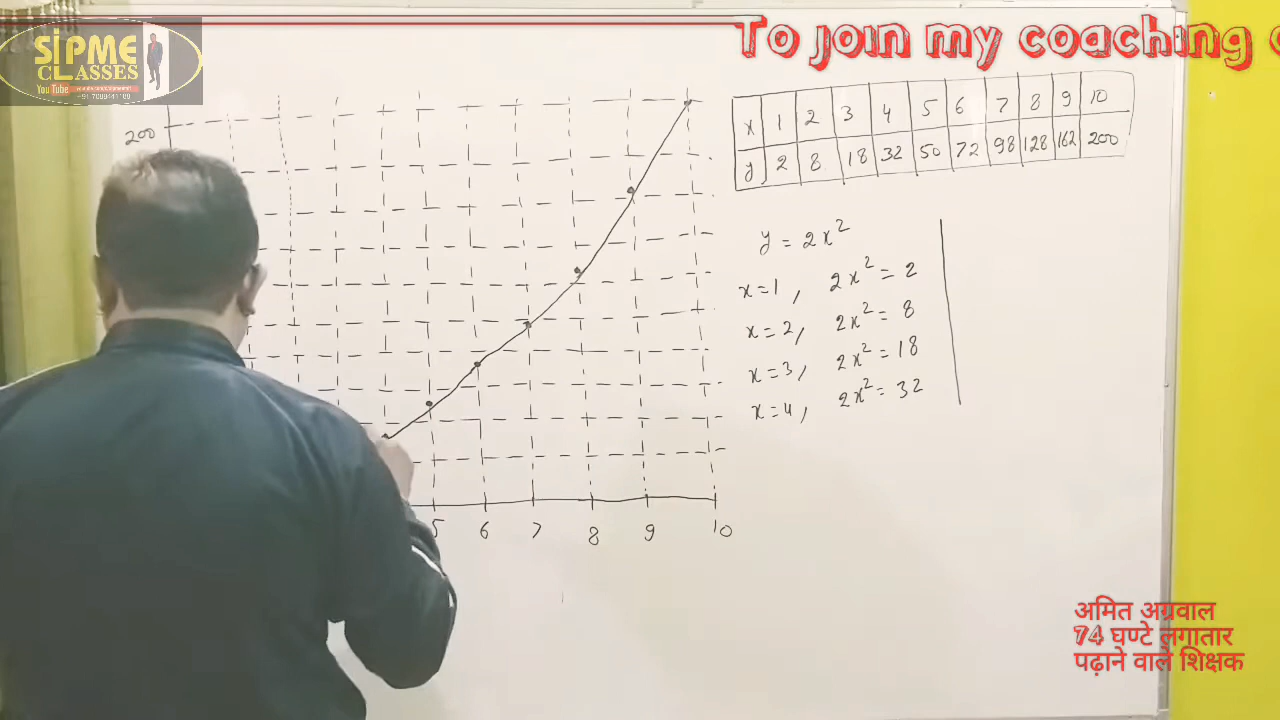 To join my coaching
SiPME
CLASSES
YouTube
200
x 1 2 3 4 5 6 7 8 9 10
y 2 8 18 32 50 72 98 128 162 200
y = 2x²
x=1, 2x² = 2
x=2, 2x² = 8
x=3, 2x² = 18
x=4, 2x² = 32
5 6 7 8 9 10
अमित अग्रवाल
74 घण्टे लगातार
पढ़ाने वाले शिक्षक